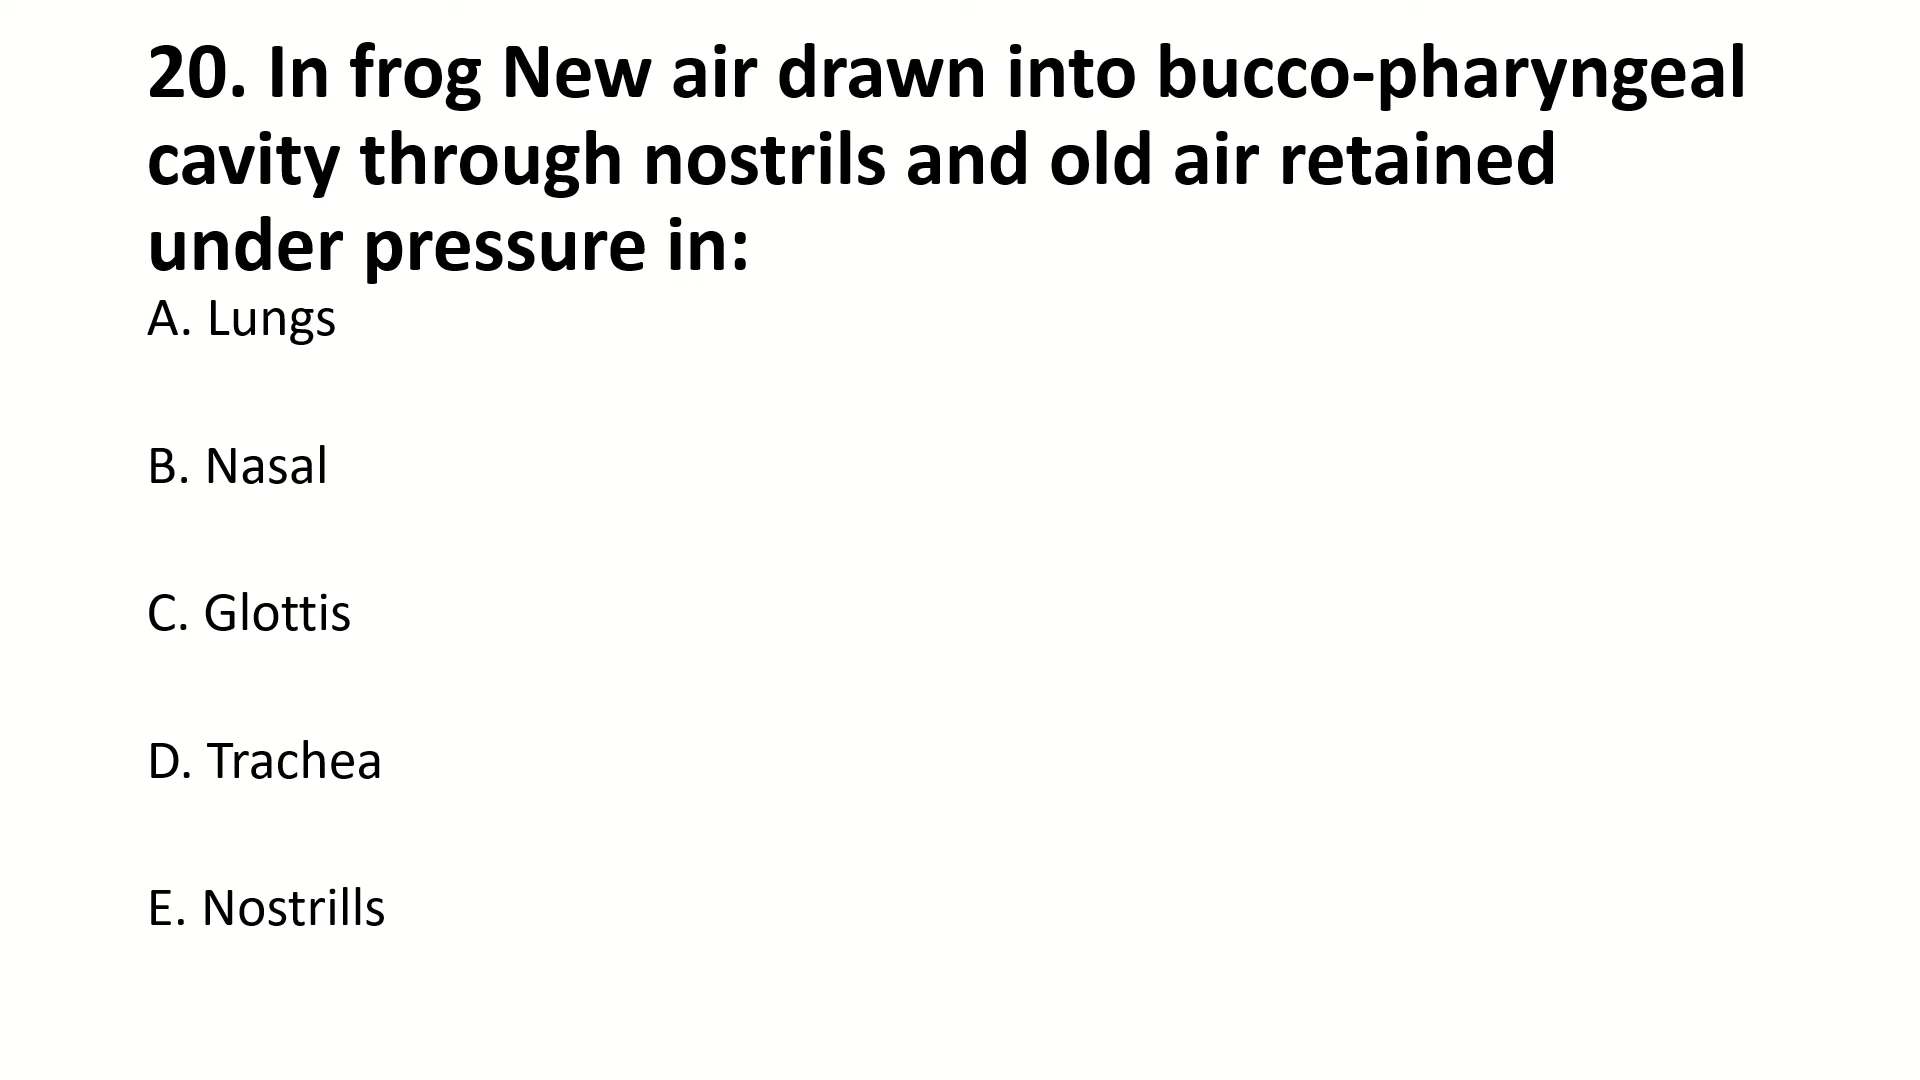 20. In frog New air drawn into bucco-pharyngeal
cavity through nostrils and old air retained
under pressure in:
A. Lungs
B. Nasal
C. Glottis
D. Trachea
E. Nostrills